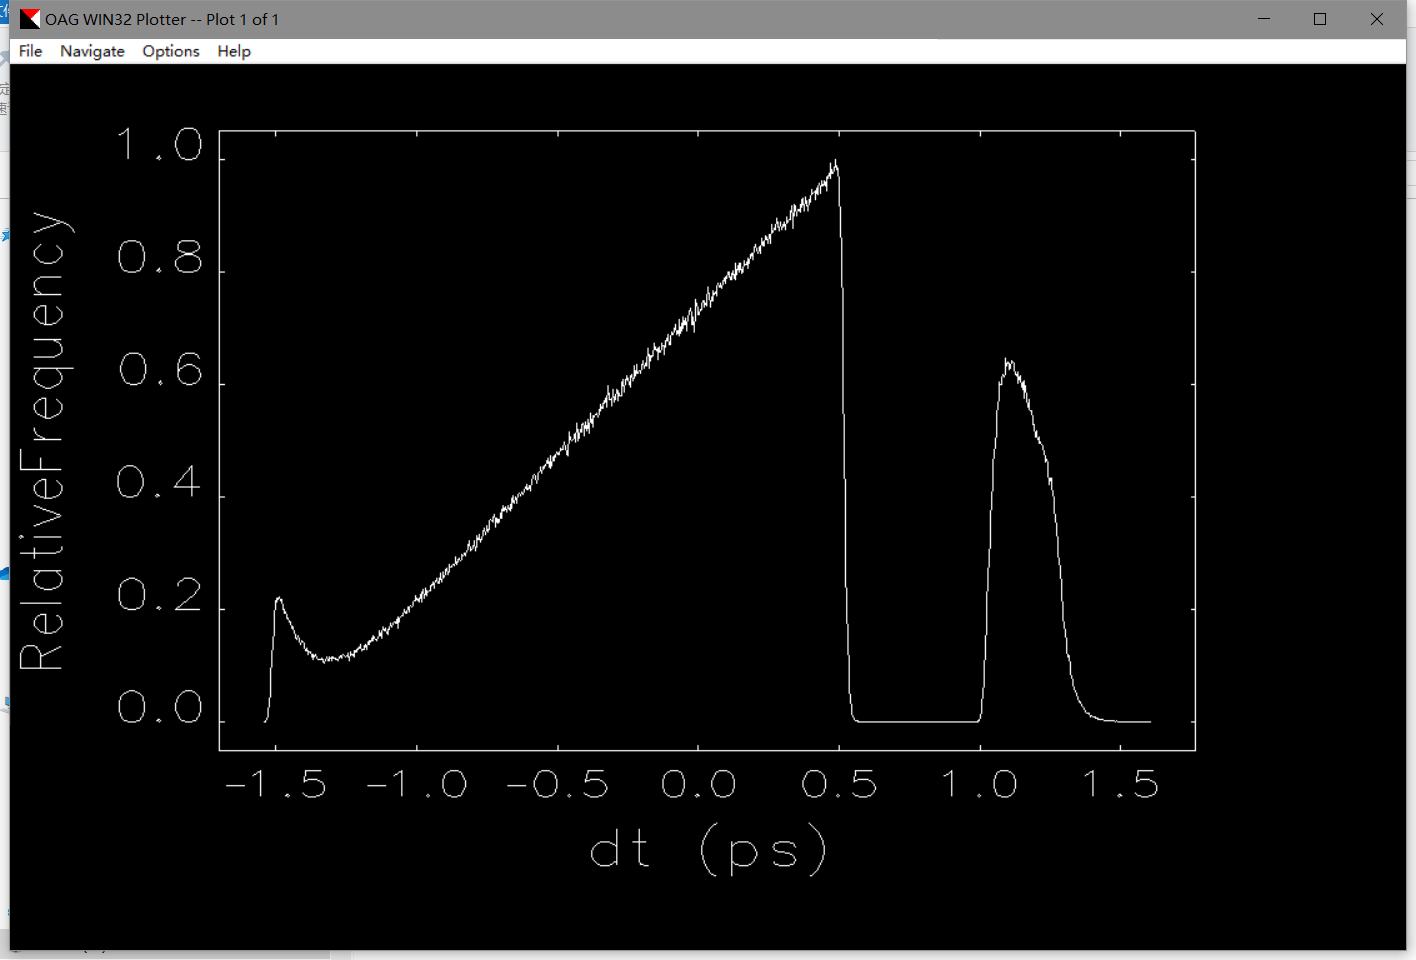 OAG WIN32 Plotter -- Plot 1 of 1
File Navigate Options Help
RelativeFrequency
1.0
0.8
0.6
0.4
0.2
0.0
-1.5 -1.0 -0.5 0.0 0.5 1.0 1.5
dt (ps)